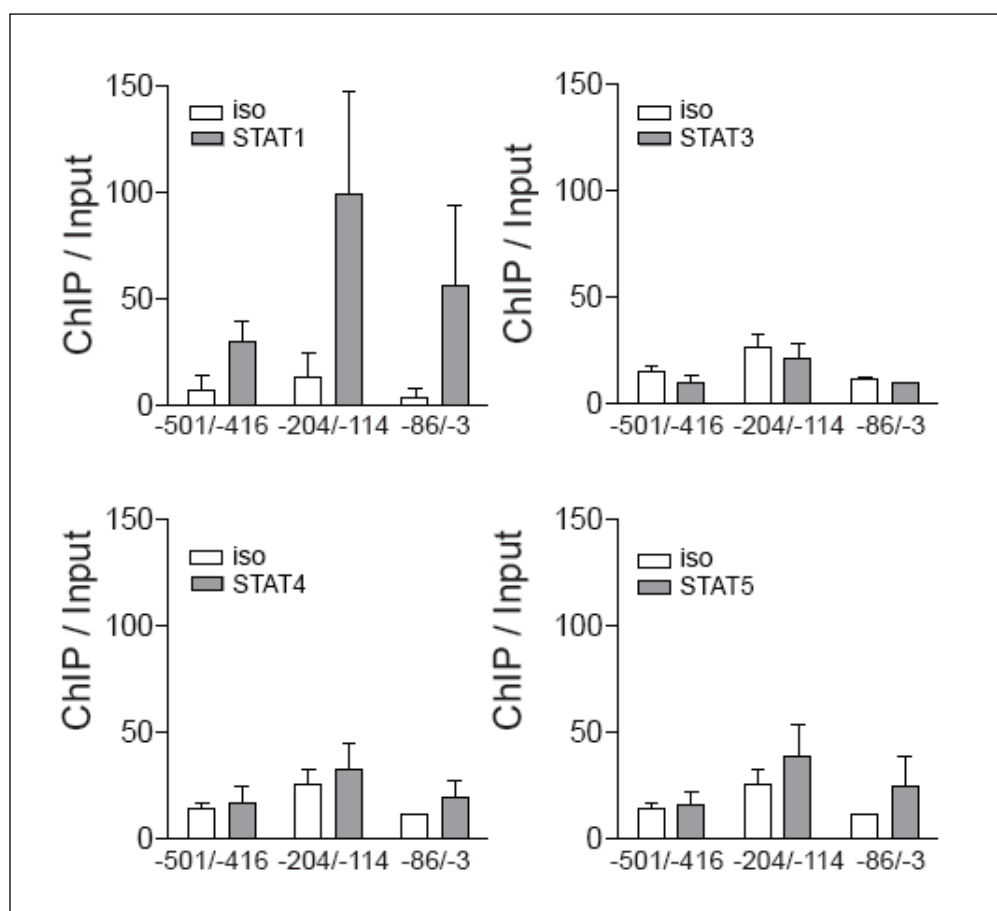 150
100
50
0
ChIP / Input
iso
STAT1
-501/-416 -204/-114 -86/-3
150
100
50
0
ChIP / Input
iso
STAT3
-501/-416 -204/-114 -86/-3
150
100
50
0
ChIP / Input
iso
STAT4
-501/-416 -204/-114 -86/-3
150
100
50
0
ChIP / Input
iso
STAT5
-501/-416 -204/-114 -86/-3